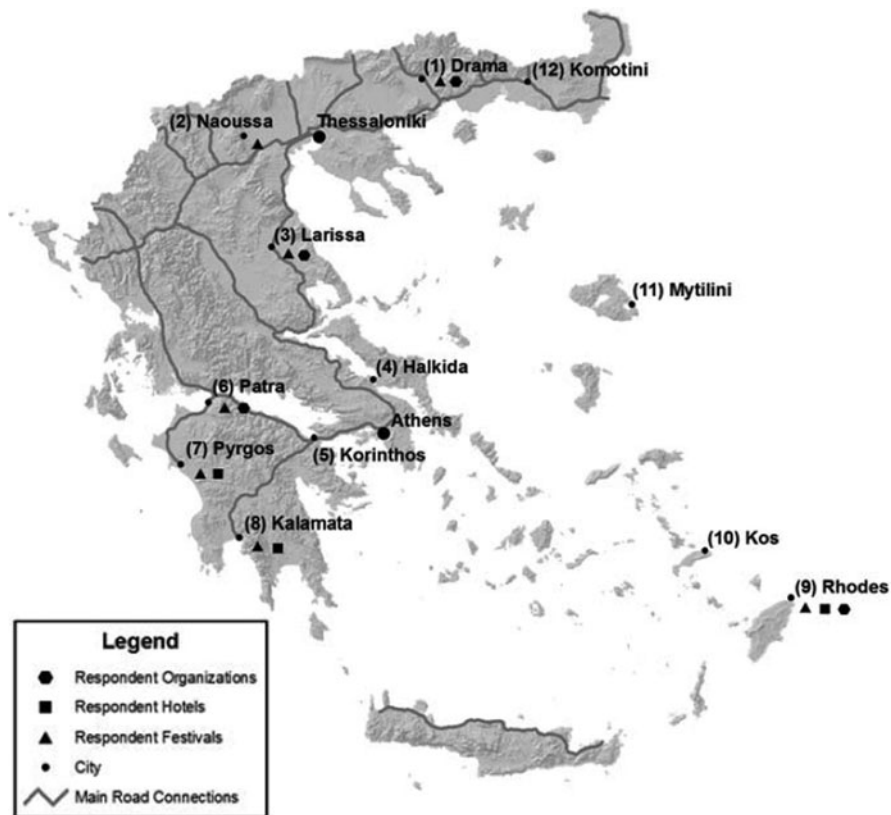 (1) Drama
(12) Komotini
(2) Naoussa
Thessaloniki
(3) Larissa
(11) Mytilini
(4) Halkida
(6) Patra
Athens
(7) Pyrgos
(5) Korinthos
(8) Kalamata
(10) Kos
(9) Rhodes
Legend
Respondent Organizations
Respondent Hotels
Respondent Festivals
City
Main Road Connections